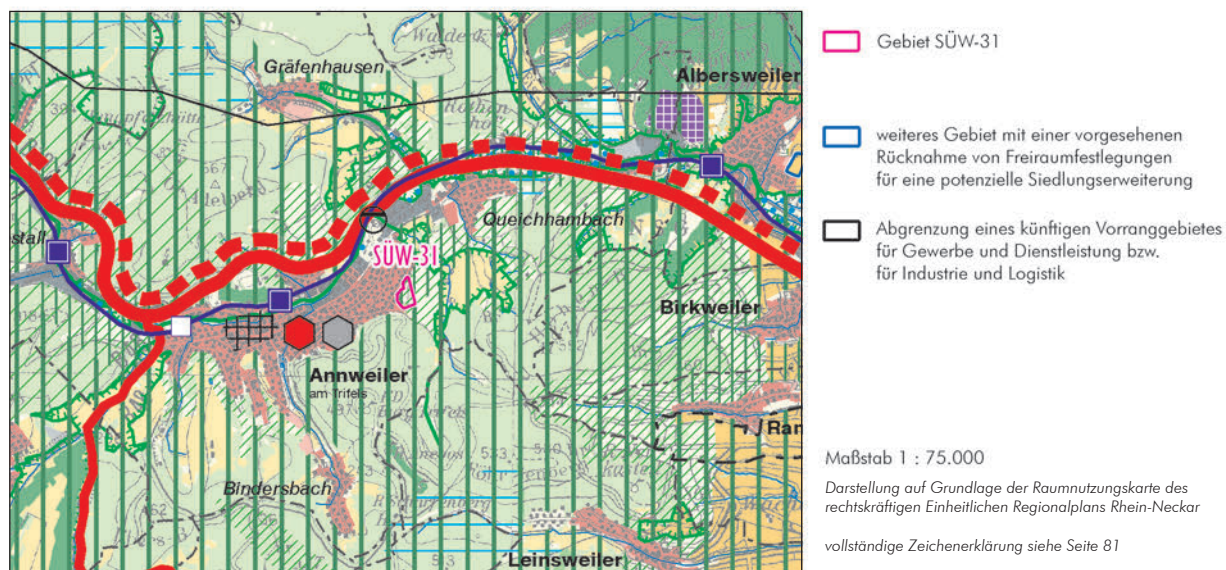 Gräfenhausen
Albersweiler
Queichhambach
SÜW-31
Birkweiler
Annweiler
am Trifels
Bindersbach
Leinsweiler
Gebiet SÜW-31
weiteres Gebiet mit einer vorgesehenen
Rücknahme von Freiraumfestlegungen
für eine potenzielle Siedlungserweiterung
Abgrenzung eines künftigen Vorranggebietes
für Gewerbe und Dienstleistung bzw.
für Industrie und Logistik
Maßstab 1 : 75.000
Darstellung auf Grundlage der Raumnutzungskarte des
rechtskräftigen Einheitlichen Regionalplans Rhein-Neckar
vollständige Zeichenerklärung siehe Seite 81